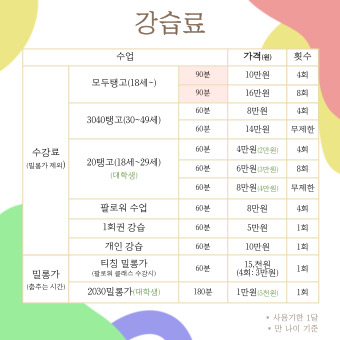 강습료
수업 가격(원) 횟수
수강료
(밀롱가 제외)
모두탱고(18세~) 90분 10만원 4회
90분 16만원 8회
3040탱고(30~49세) 60분 8만원 4회
60분 14만원 무제한
20탱고(18세~29세)
(대학생)
60분 4만원(2만원) 4회
60분 6만원(3만원) 8회
60분 8만원(4만원) 무제한
팔로워 수업 60분 8만원 4회
1회권 강습 60분 5만원 1회
개인 강습 60분 10만원 1회
밀롱가
(춤추는 시간)
티칭 밀롱가
(팔로워 클래스 수강시)
60분 15,천원
(4회: 3만원)
1회
2030밀롱가(대학생) 180분 1만원(5천원) 1회
* 사용기한 1달
* 만 나이 기준